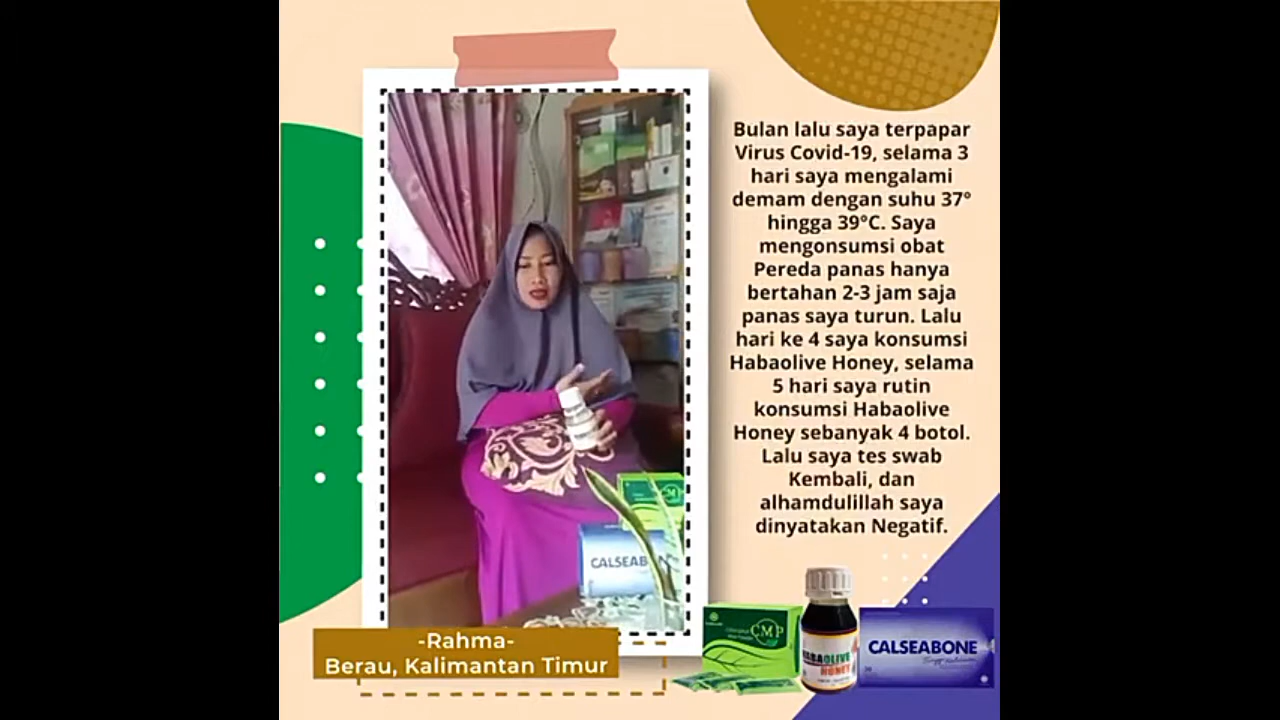 Bulan lalu saya terpapar
Virus Covid-19, selama 3
hari saya mengalami
demam dengan suhu 37°
hingga 39°C. Saya
mengonsumsi obat
Pereda panas hanya
bertahan 2-3 jam saja
panas saya turun. Lalu
hari ke 4 saya konsumsi
Habaolive Honey, selama
5 hari saya rutin
konsumsi Habaolive
Honey sebanyak 4 botol.
Lalu saya tes swab
Kembali, dan
alhamdulillah saya
dinyatakan Negatif.
CMP
CALSEAB
-Rahma-
Berau, Kalimantan Timur
CMP
HABAOLIVE
HONEY
CALSEABONE